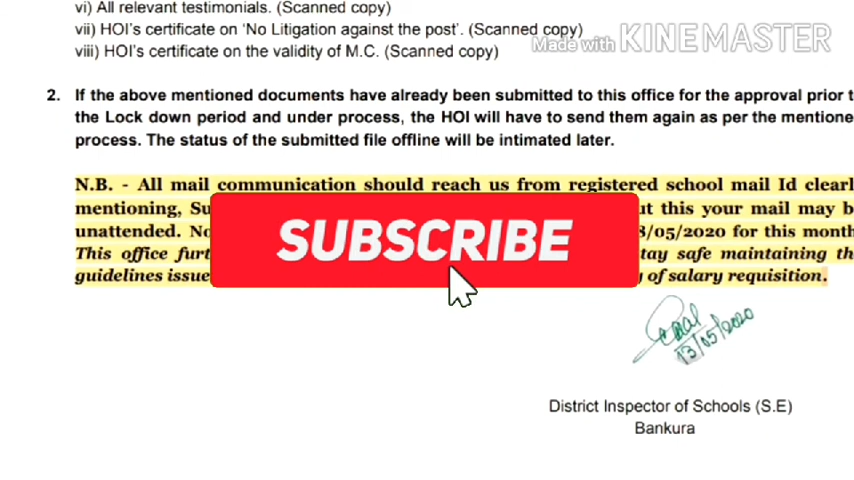 vi) All relevant testimonials. (Scanned copy)
vii) HOI's certificate on 'No Litigation against the post'. (Scanned copy)
viii) HOI's certificate on the validity of M.C. (Scanned copy)
Made with KINEMASTER
2. If the above mentioned documents have already been submitted to this office for the approval prior t
the Lock down period and under process, the HOI will have to send them again as per the mentione
process. The status of the submitted file offline will be intimated later.
N.B. - All mail communication should reach us from registered school mail Id clearl
mentioning, Su t this your mail may b
unattended. No 8/05/2020 for this month
This office furt tay safe maintaining th
guidelines issue y of salary requisition.
SUBSCRIBE
13/05/2020
District Inspector of Schools (S.E)
Bankura